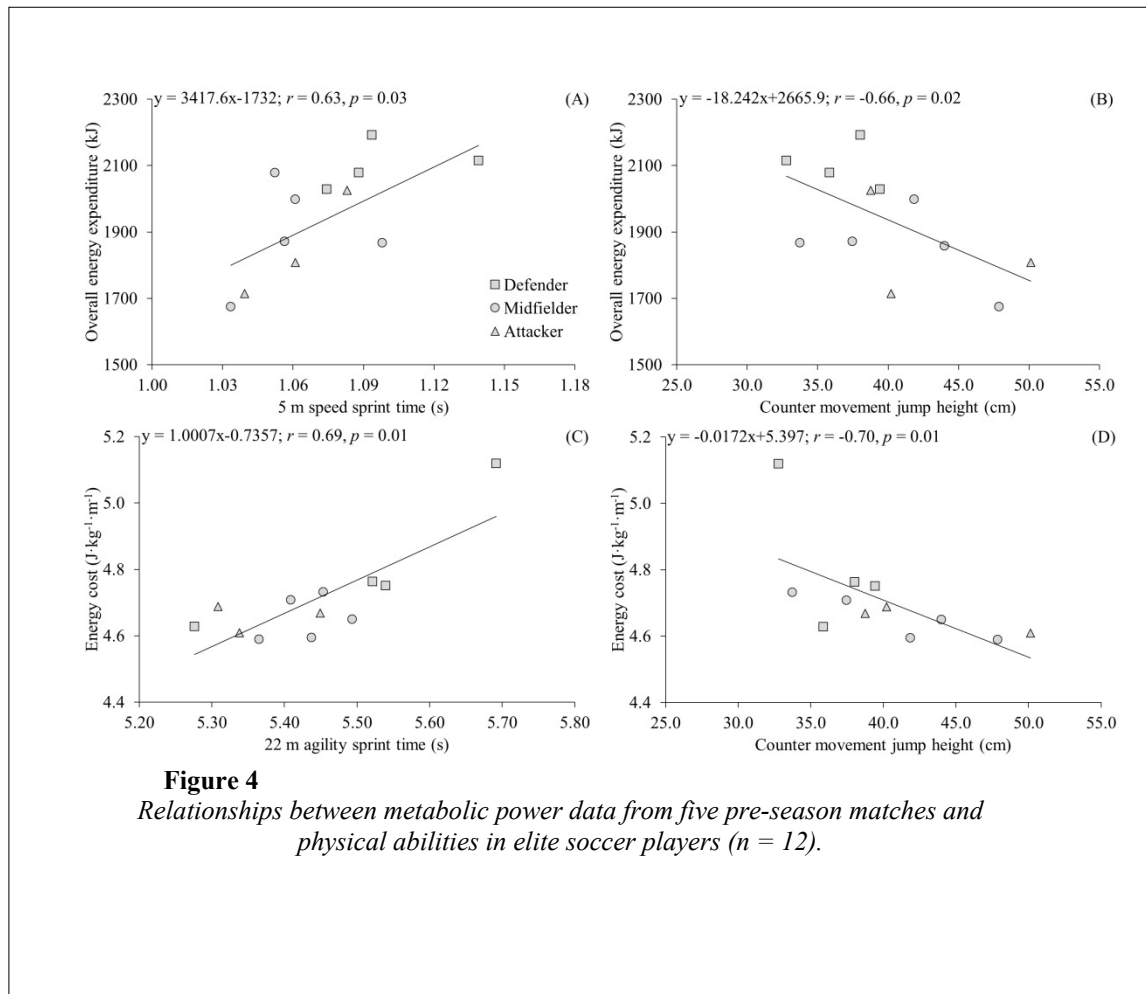 y = 3417.6x-1732; r = 0.63, p = 0.03
(A)
2300
2100
1900
1700
1500
Overall energy expenditure (kJ)
Defender
Midfielder
Attacker
1.00 1.03 1.06 1.09 1.12 1.15 1.18
5 m speed sprint time (s)
y = -18.242x+2665.9; r = -0.66, p = 0.02
(B)
2300
2100
1900
1700
1500
Overall energy expenditure (kJ)
25.0 30.0 35.0 40.0 45.0 50.0 55.0
Counter movement jump height (cm)
y = 1.0007x-0.7357; r = 0.69, p = 0.01
(C)
5.2
5.0
4.8
4.6
4.4
Energy cost (J·kg⁻¹·m⁻¹)
5.20 5.30 5.40 5.50 5.60 5.70 5.80
22 m agility sprint time (s)
y = -0.0172x+5.397; r = -0.70, p = 0.01
(D)
5.2
5.0
4.8
4.6
4.4
Energy cost (J·kg⁻¹·m⁻¹)
25.0 30.0 35.0 40.0 45.0 50.0 55.0
Counter movement jump height (cm)
Figure 4
Relationships between metabolic power data from five pre-season matches and
physical abilities in elite soccer players (n = 12).